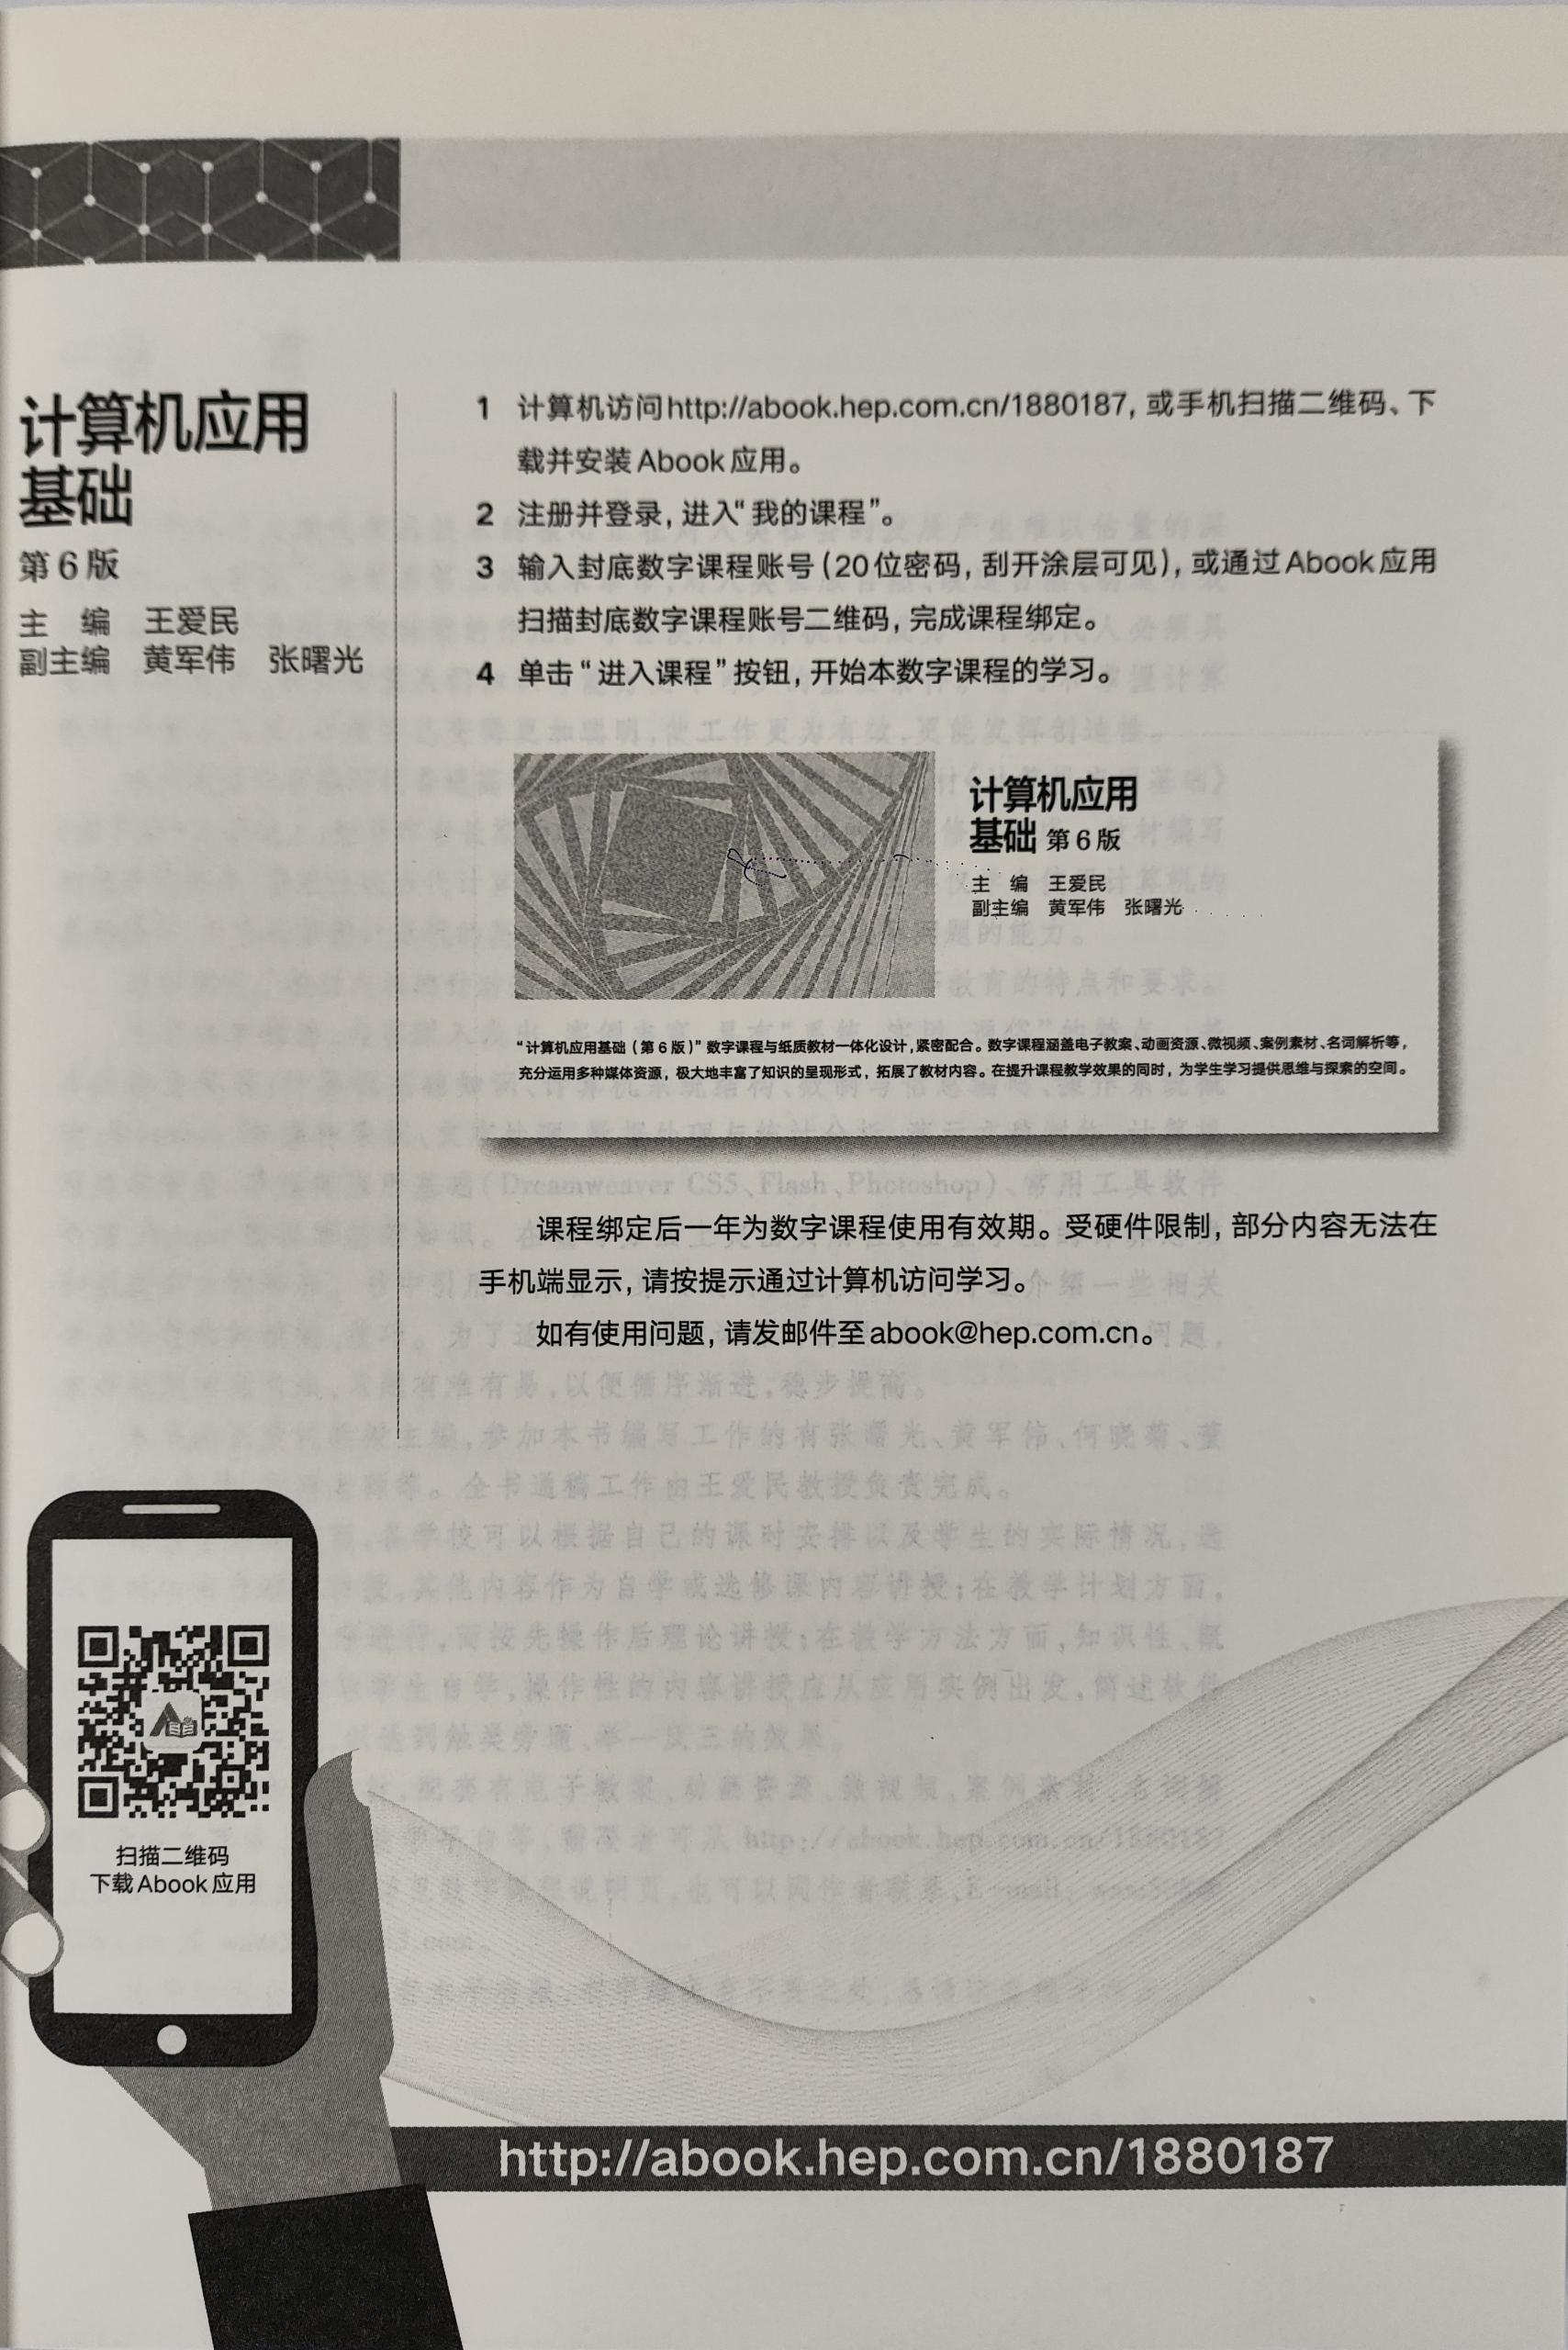 计算机应用
基础
第6版
主　编　王爱民
副主编　黄军伟　张曙光
1 计算机访问http://abook.hep.com.cn/1880187，或手机扫描二维码、下
载并安装Abook应用。
2 注册并登录，进入“我的课程”。
3 输入封底数字课程账号（20位密码，刮开涂层可见），或通过Abook应用
扫描封底数字课程账号二维码，完成课程绑定。
4 单击“进入课程”按钮，开始本数字课程的学习。
计算机应用
基础 第6版
主　编　王爱民
副主编　黄军伟　张曙光
“计算机应用基础（第6版）”数字课程与纸质教材一体化设计，紧密配合。数字课程涵盖电子教案、动画资源、微视频、案例素材、名词解析等，
充分运用多种媒体资源，极大地丰富了知识的呈现形式，拓展了教材内容。在提升课程教学效果的同时，为学生学习提供思维与探索的空间。
课程绑定后一年为数字课程使用有效期。受硬件限制，部分内容无法在
手机端显示，请按提示通过计算机访问学习。
如有使用问题，请发邮件至abook@hep.com.cn。
扫描二维码
下载Abook应用
http://abook.hep.com.cn/1880187